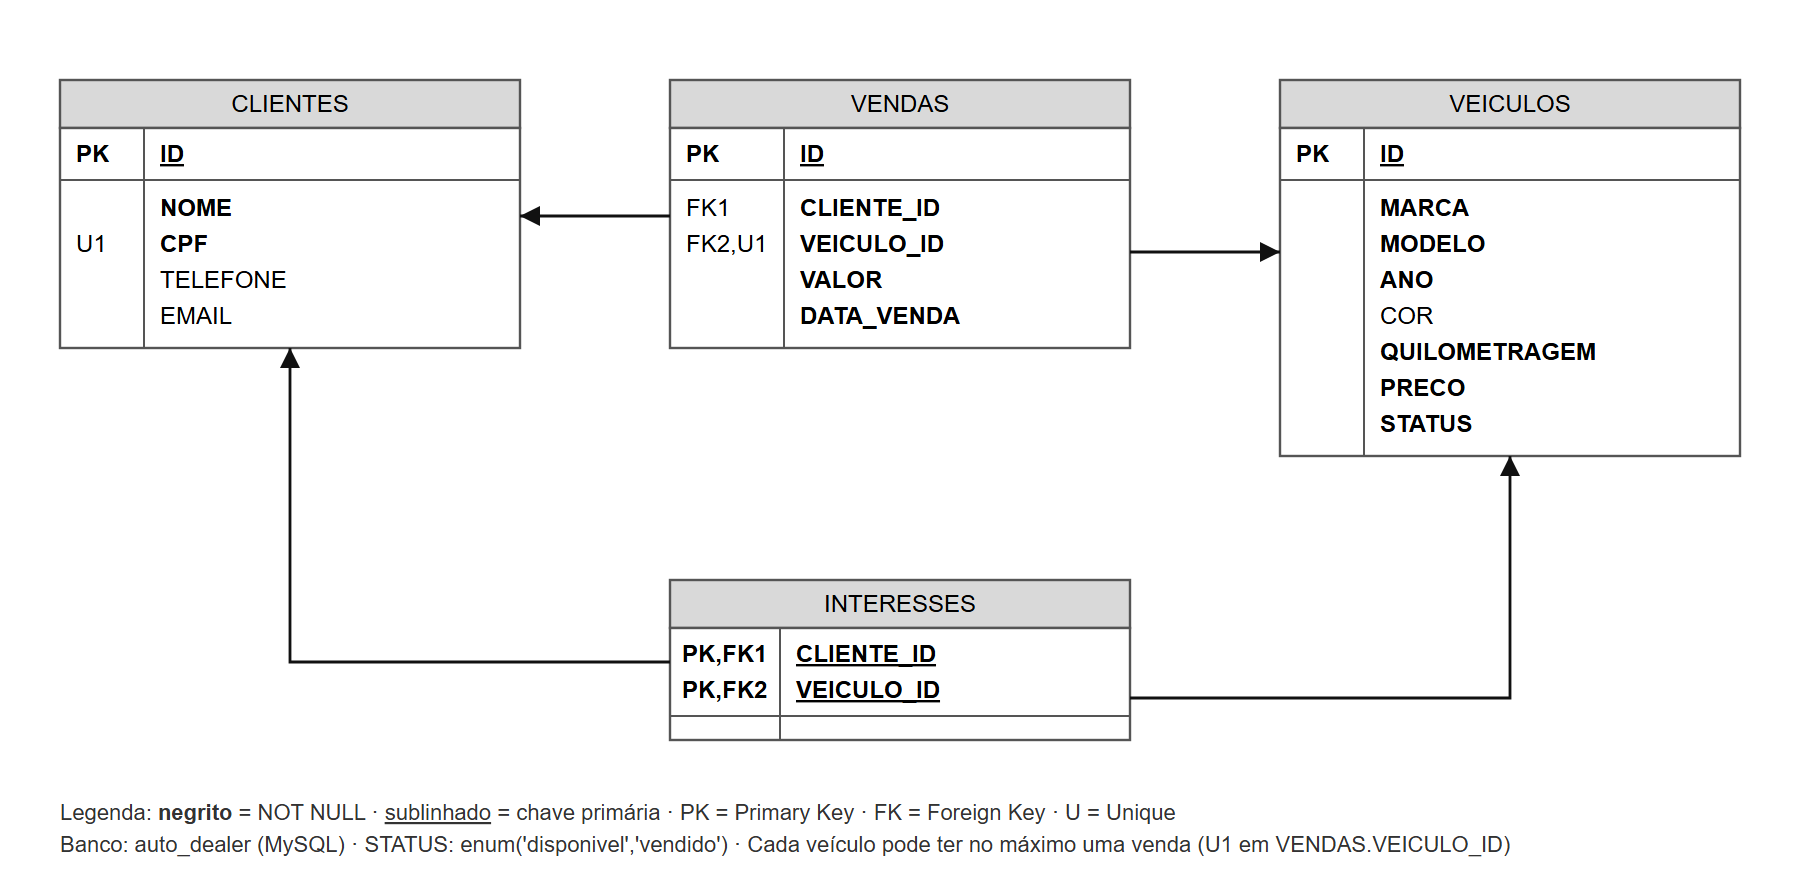 CLIENTES
PK ID
NOME
U1 CPF
TELEFONE
EMAIL
VENDAS
PK ID
FK1 CLIENTE_ID
FK2,U1 VEICULO_ID
VALOR
DATA_VENDA
VEICULOS
PK ID
MARCA
MODELO
ANO
COR
QUILOMETRAGEM
PRECO
STATUS
INTERESSES
PK,FK1 CLIENTE_ID
PK,FK2 VEICULO_ID
Legenda: negrito = NOT NULL · sublinhado = chave primária · PK = Primary Key · FK = Foreign Key · U = Unique
Banco: auto_dealer (MySQL) · STATUS: enum('disponivel','vendido') · Cada veículo pode ter no máximo uma venda (U1 em VENDAS.VEICULO_ID)